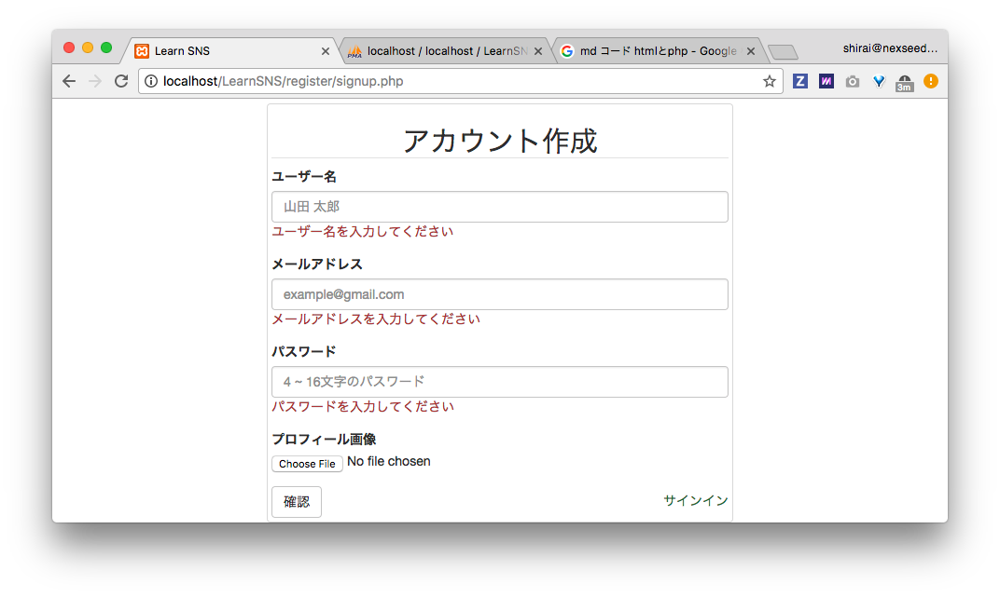 Learn SNS
localhost / localhost / LearnSN
md コード htmlとphp - Google
shirai@nexseed...
localhost/LearnSNS/register/signup.php
3m
アカウント作成
ユーザー名
山田 太郎
ユーザー名を入力してください
メールアドレス
example@gmail.com
メールアドレスを入力してください
パスワード
4 ~ 16文字のパスワード
パスワードを入力してください
プロフィール画像
Choose File No file chosen
確認 サインイン